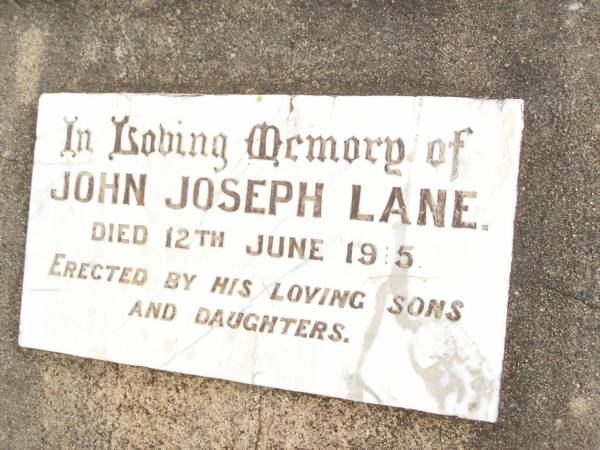 In Loving Memory of
JOHN JOSEPH LANE.
DIED 12TH JUNE
ERECTED BY HIS LOVING SONS
AND DAUGHTERS.